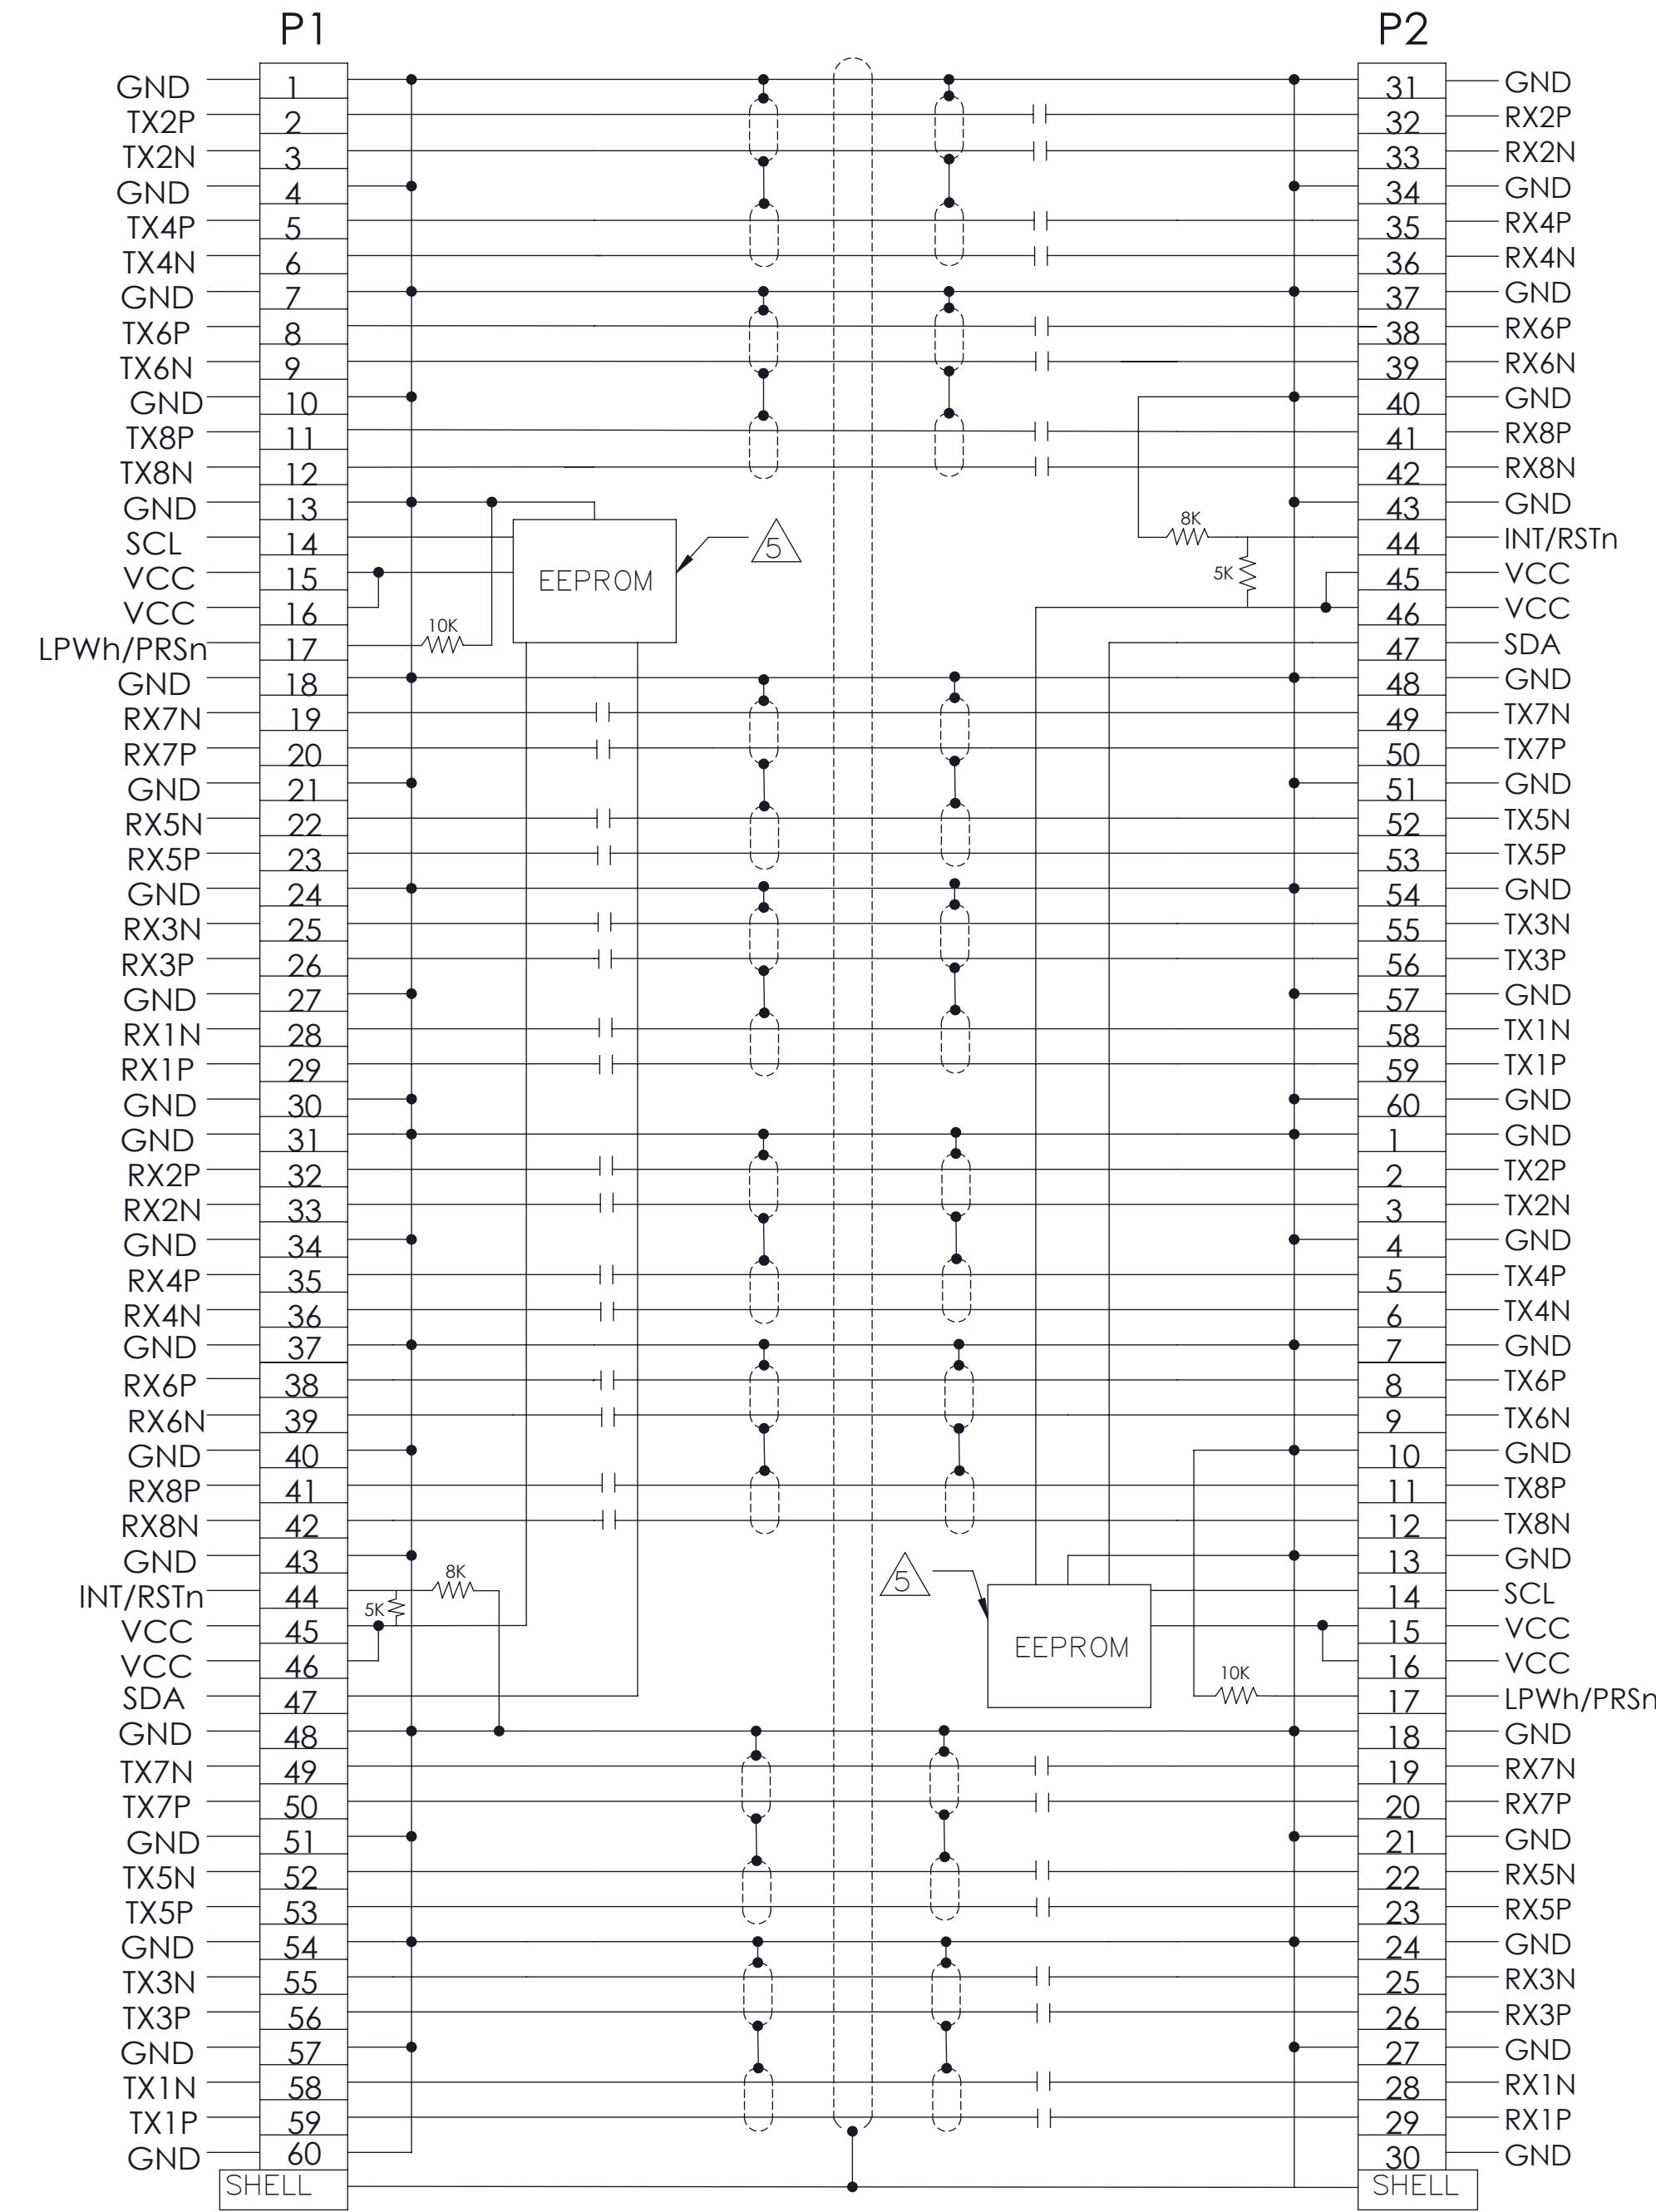 P1 P2
GND 1 31 GND
TX2P 2 32 RX2P
TX2N 3 33 RX2N
GND 4 34 GND
TX4P 5 35 RX4P
TX4N 6 36 RX4N
GND 7 37 GND
TX6P 8 38 RX6P
TX6N 9 39 RX6N
GND 10 40 GND
TX8P 11 41 RX8P
TX8N 12 42 RX8N
GND 13 43 GND
SCL 14 5 8K 44 INT/RSTn
VCC 15 EEPROM 5K 45 VCC
VCC 16 46 VCC
LPWh/PRSn 17 10K 47 SDA
GND 18 48 GND
RX7N 19 49 TX7N
RX7P 20 50 TX7P
GND 21 51 GND
RX5N 22 52 TX5N
RX5P 23 53 TX5P
GND 24 54 GND
RX3N 25 55 TX3N
RX3P 26 56 TX3P
GND 27 57 GND
RX1N 28 58 TX1N
RX1P 29 59 TX1P
GND 30 60 GND
GND 31 1 GND
RX2P 32 2 TX2P
RX2N 33 3 TX2N
GND 34 4 GND
RX4P 35 5 TX4P
RX4N 36 6 TX4N
GND 37 7 GND
RX6P 38 8 TX6P
RX6N 39 9 TX6N
GND 40 10 GND
RX8P 41 11 TX8P
RX8N 42 12 TX8N
GND 43 13 GND
INT/RSTn 44 8K 5 14 SCL
VCC 45 5K EEPROM 15 VCC
VCC 46 16 VCC
SDA 47 10K 17 LPWh/PRSn
GND 48 18 GND
TX7N 49 19 RX7N
TX7P 50 20 RX7P
GND 51 21 GND
TX5N 52 22 RX5N
TX5P 53 23 RX5P
GND 54 24 GND
TX3N 55 25 RX3N
TX3P 56 26 RX3P
GND 57 27 GND
TX1N 58 28 RX1N
TX1P 59 29 RX1P
GND 60 30 GND
SHELL SHELL